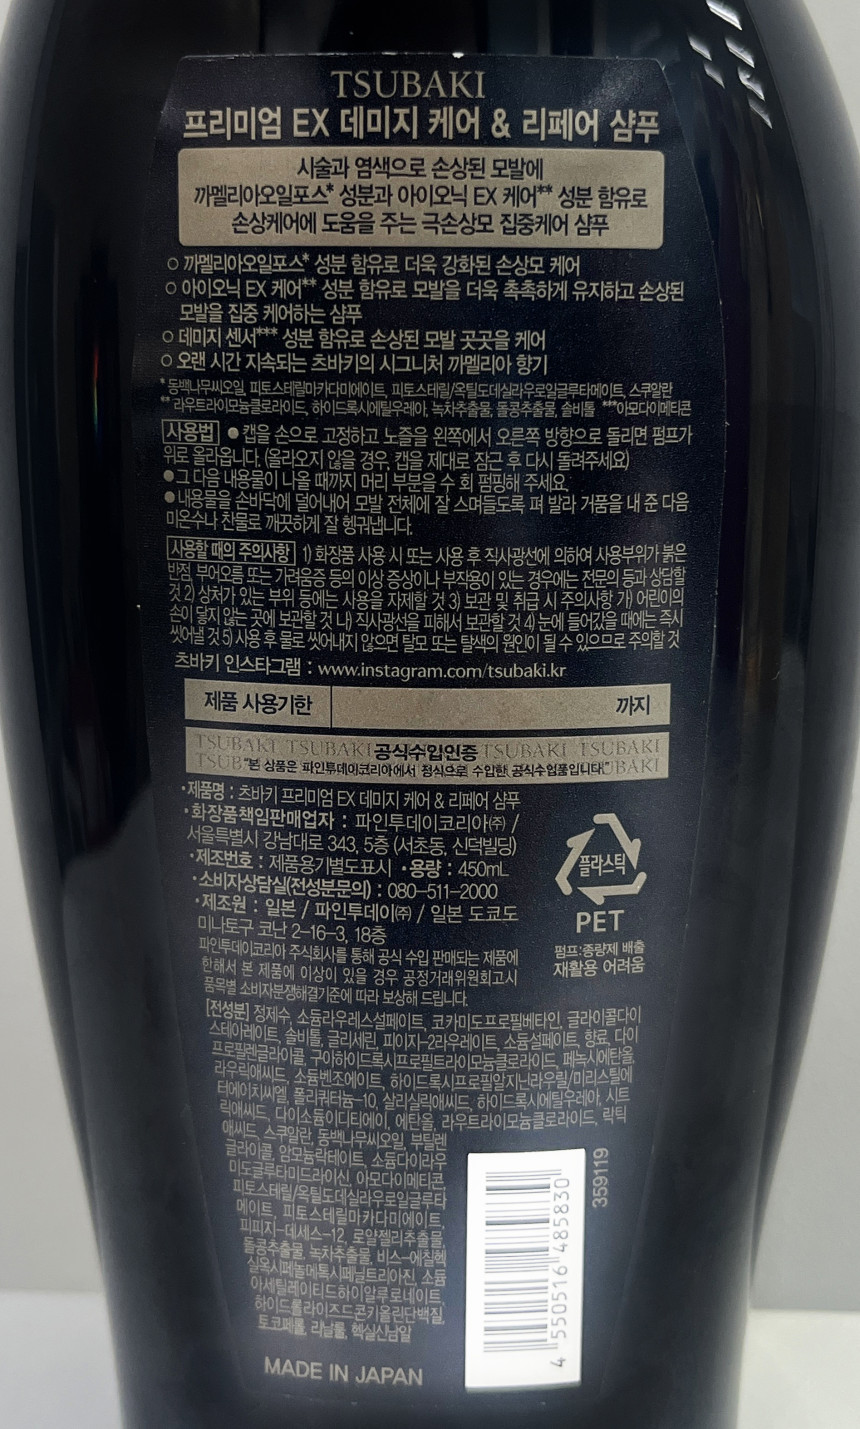 TSUBAKI
프리미엄 EX 데미지 케어 & 리페어 샴푸
시술과 염색으로 손상된 모발에
까멜리아오일포스* 성분과 아이오닉 EX 케어** 성분 함유로
손상케어에 도움을 주는 극손상모 집중케어 샴푸
○ 까멜리아오일포스* 성분 함유로 더욱 강화된 손상모 케어
○ 아이오닉 EX 케어** 성분 함유로 모발을 더욱 촉촉하게 유지하고 손상된
모발을 집중 케어하는 샴푸
○ 데미지 센서*** 성분 함유로 손상된 모발 곳곳을 케어
○ 오랜 시간 지속되는 츠바키의 시그니처 까멜리아 향기
* 동백나무씨오일, 피토스테릴마카다미에이트, 피토스테릴/옥틸도데실라우로일글루타메이트, 스쿠알란
** 라우트라이모늄클로라이드, 하이드록시에틸우레아, 녹차추출물, 돌콩추출물, 솔비톨 ***아모다이메티콘
사용법 ● 캡을 손으로 고정하고 노즐을 왼쪽에서 오른쪽 방향으로 돌리면 펌프가
위로 올라옵니다. (올라오지 않을 경우, 캡을 제대로 잠근 후 다시 돌려주세요)
● 그 다음 내용물이 나올 때까지 머리 부분을 수 회 펌핑해 주세요.
● 내용물을 손바닥에 덜어내어 모발 전체에 잘 스며들도록 펴 발라 거품을 내 준 다음
미온수나 찬물로 깨끗하게 잘 헹궈냅니다.
사용할 때의 주의사항 1) 화장품 사용 시 또는 사용 후 직사광선에 의하여 사용부위가 붉은
반점, 부어오름 또는 가려움증 등의 이상 증상이나 부작용이 있는 경우에는 전문의 등과 상담할
것 2) 상처가 있는 부위 등에는 사용을 자제할 것 3) 보관 및 취급 시 주의사항 가) 어린이의
손이 닿지 않는 곳에 보관할 것 나) 직사광선을 피해서 보관할 것 4) 눈에 들어갔을 때에는 즉시
씻어낼 것 5) 사용 후 물로 씻어내지 않으면 탈모 또는 탈색의 원인이 될 수 있으므로 주의할 것
츠바키 인스타그램 : www.instagram.com/tsubaki.kr
제품 사용기한 까지
TSUBAKI TSUBAKI 공식수입인증 TSUBAKI TSUBAKI
TSUB "본 상품은 파인투데이코리아에서 정식으로 수입한 공식수입품입니다." UBAKI
•제품명 : 츠바키 프리미엄 EX 데미지 케어 & 리페어 샴푸
•화장품책임판매업자 : 파인투데이코리아㈜ /
서울특별시 강남대로 343, 5층 (서초동, 신덕빌딩)
•제조번호 : 제품용기별도표시 •용량 : 450mL
•소비자상담실(전성분문의) : 080-511-2000
•제조원 : 일본 / 파인투데이㈜ / 일본 도쿄도
미나토구 코난 2-16-3, 18층
파인투데이코리아 주식회사를 통해 공식 수입 판매되는 제품에
한해서 본 제품에 이상이 있을 경우 공정거래위원회고시
품목별 소비자분쟁해결기준에 따라 보상해 드립니다.
플라스틱
PET
펌프:종량제 배출
재활용 어려움
[전성분] 정제수, 소듐라우레스설페이트, 코카미도프로필베타인, 글라이콜다이
스테아레이트, 솔비톨, 글리세린, 피이지-2라우레이트, 소듐설페이트, 향료, 다이
프로필렌글라이콜, 구아하이드록시프로필트라이모늄클로라이드, 페녹시에탄올,
라우릭애씨드, 소듐벤조에이트, 하이드록시프로필알지닌라우릴/미리스틸에
터에이치씨엘, 폴리쿼터늄-10, 살리실릭애씨드, 하이드록시에틸우레아, 시트
릭애씨드, 다이소듐이디티에이, 에탄올, 라우트라이모늄클로라이드, 락틱
애씨드, 스쿠알란, 동백나무씨오일, 부틸렌
글라이콜, 암모늄락테이트, 소듐다이라우
라미도글루타미드라이신, 아모다이메티콘,
피토스테릴/옥틸도데실라우로일글루타
메이트, 피토스테릴마카다미에이트,
피피지-데세스-12, 로얄젤리추출물,
돌콩추출물, 녹차추출물, 비스-에칠헥
실옥시페놀메톡시페닐트리아진, 소듐
아세틸레이티드하이알루로네이트,
하이드롤라이즈드콘키올린단백질,
토코페롤, 리날룰, 헥실신남알
359119
4 550516 485830
MADE IN JAPAN